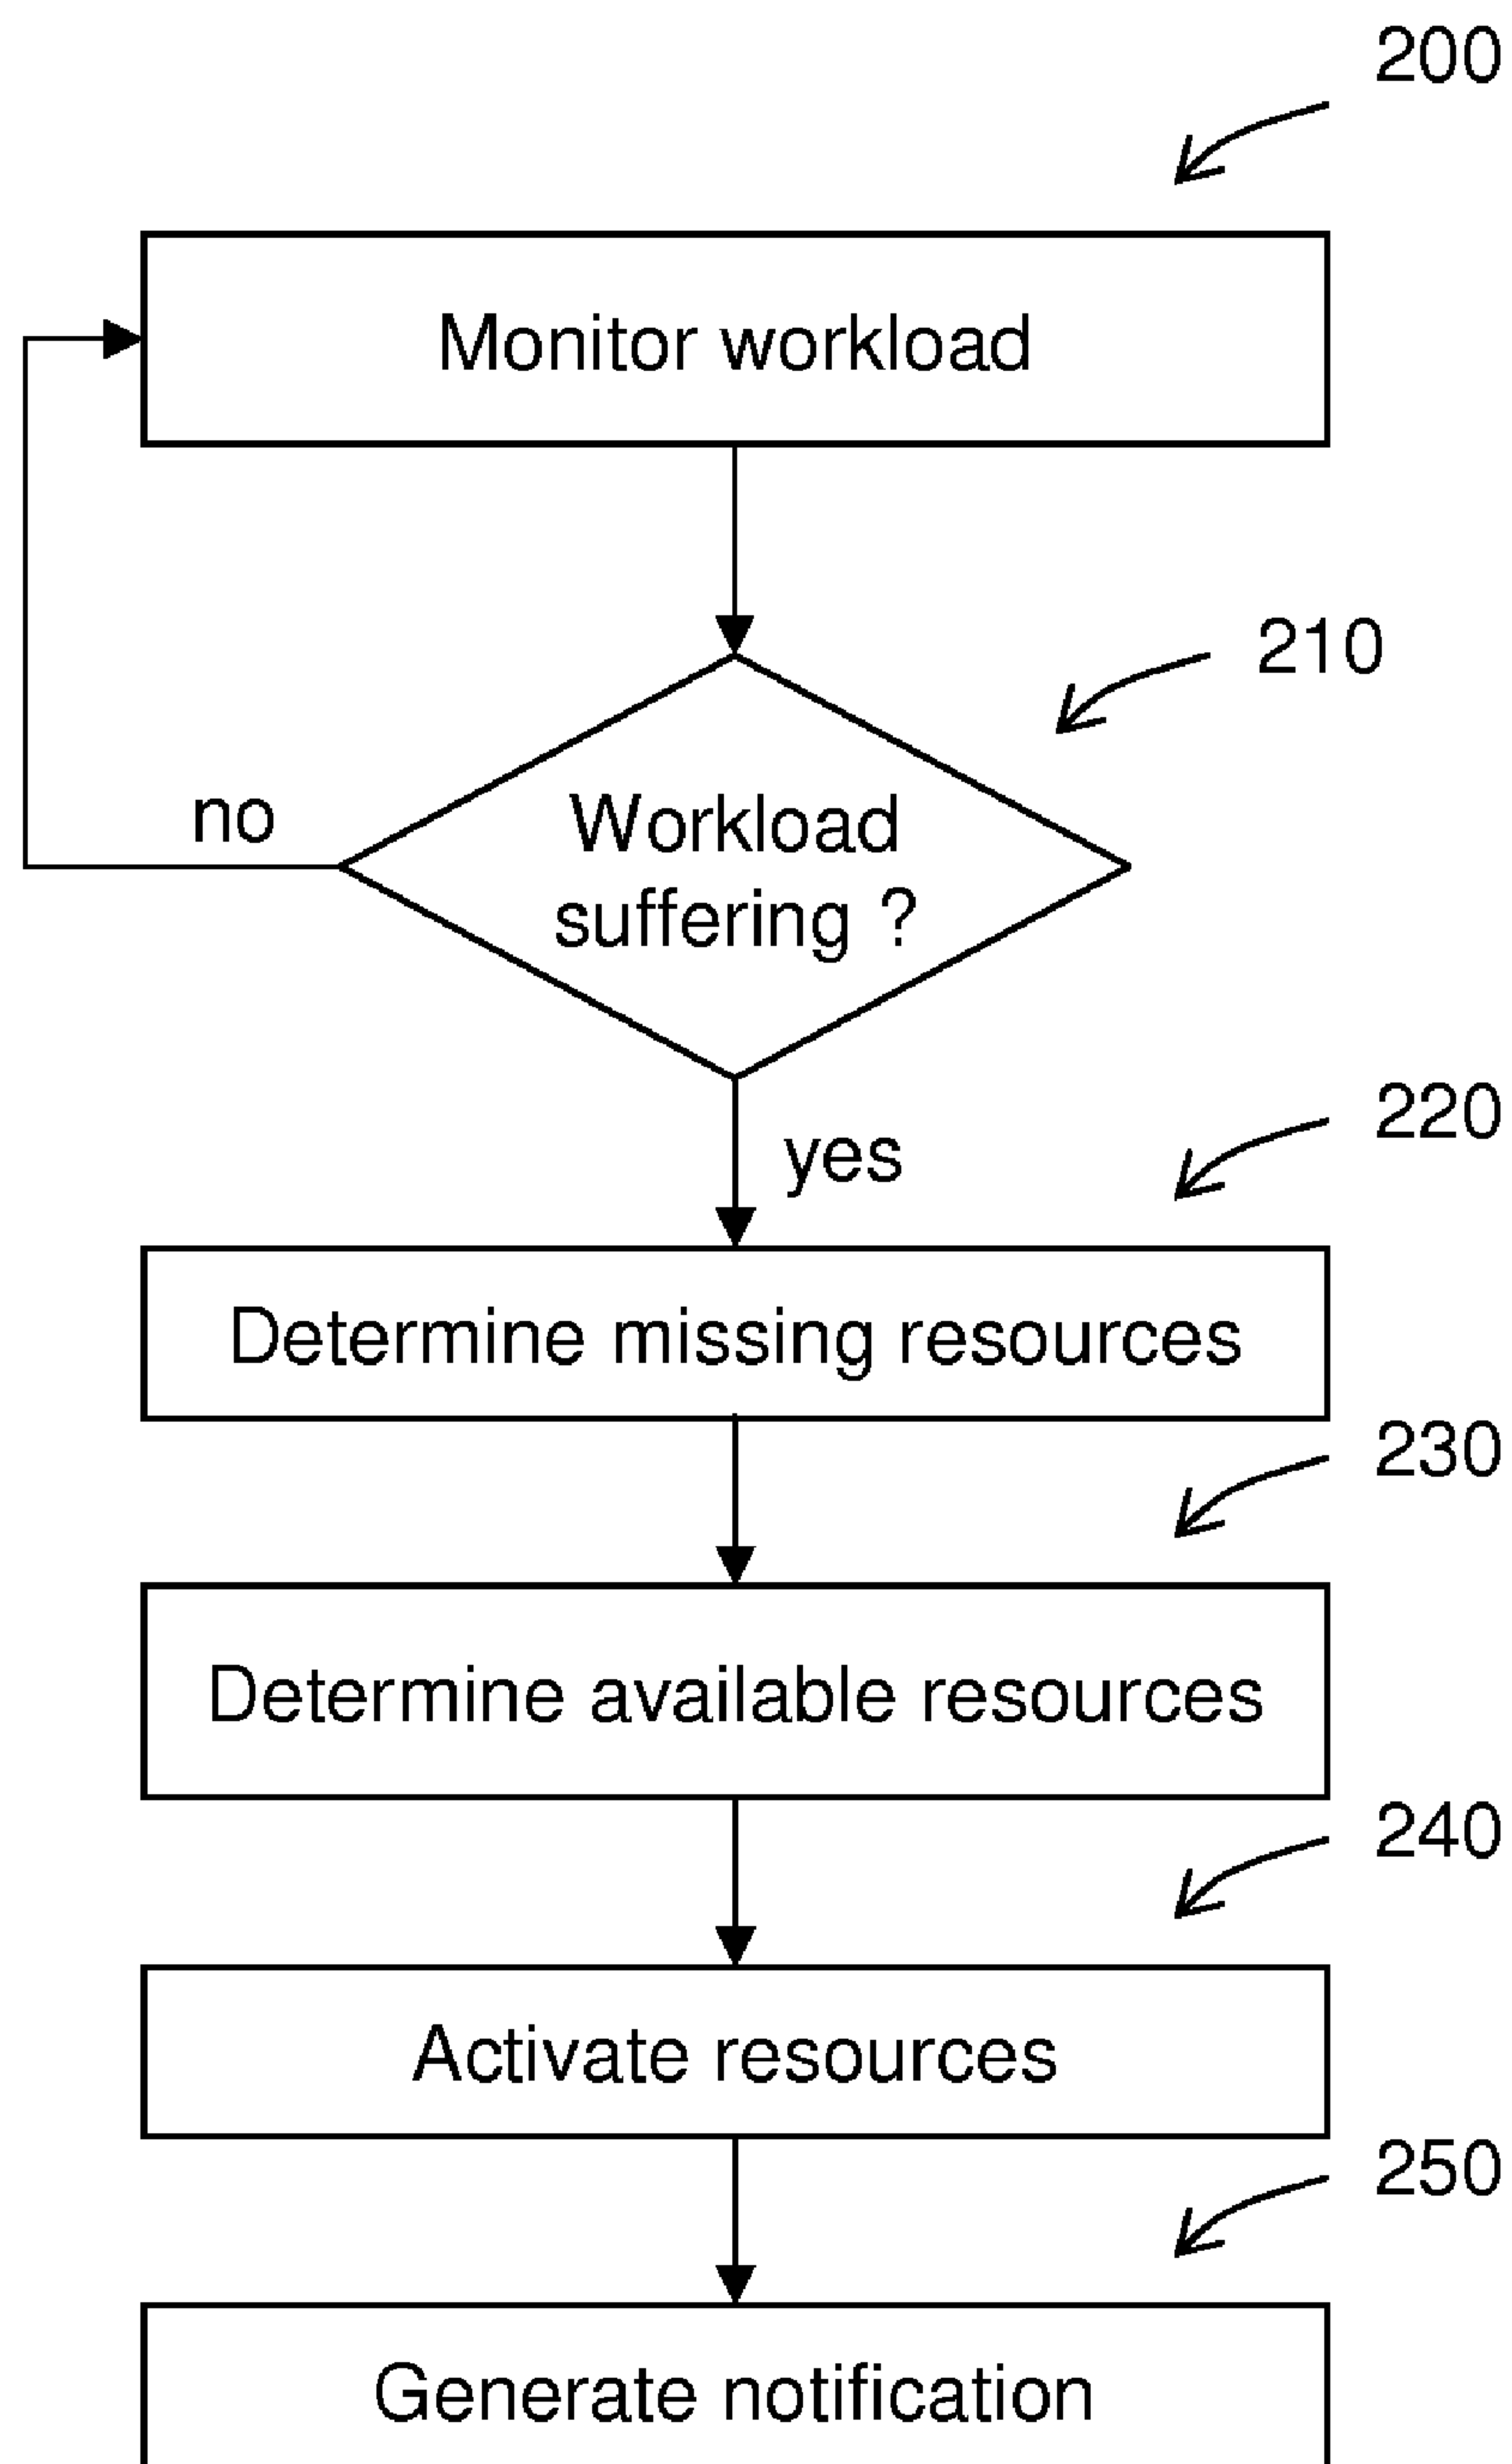 200
Monitor workload
210
no
Workload
suffering ?
yes
220
Determine missing resources
230
Determine available resources
240
Activate resources
250
Generate notification